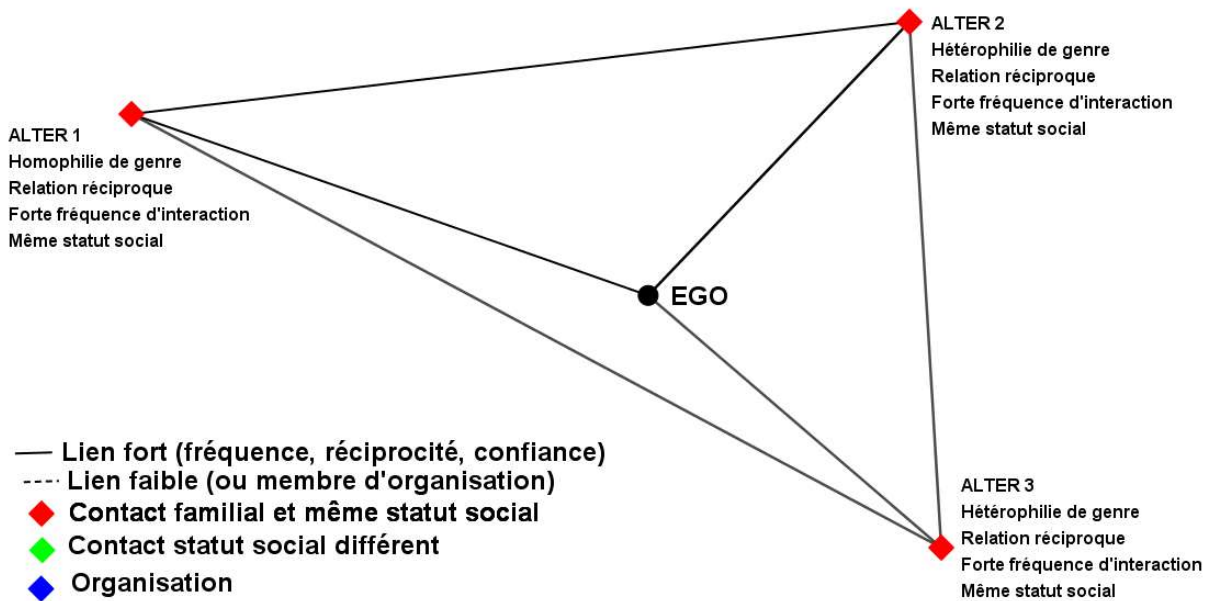 ALTER 2
Hétérophilie de genre
Relation réciproque
Forte fréquence d'interaction
Même statut social
ALTER 1
Homophilie de genre
Relation réciproque
Forte fréquence d'interaction
Même statut social
EGO
Lien fort (fréquence, réciprocité, confiance)
Lien faible (ou membre d'organisation)
Contact familial et même statut social
Contact statut social différent
Organisation
ALTER 3
Hétérophilie de genre
Relation réciproque
Forte fréquence d'interaction
Même statut social